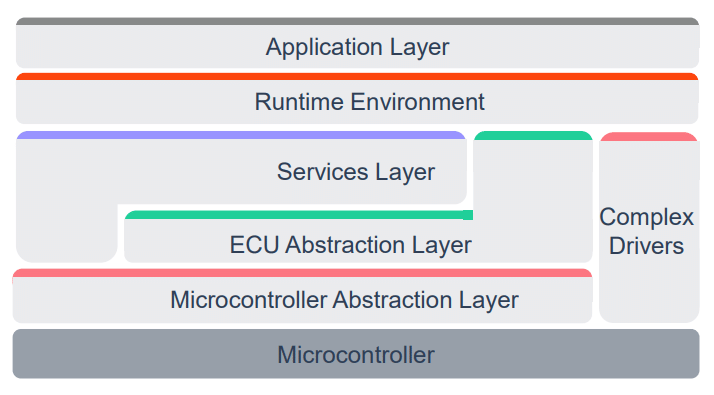 Application Layer
Runtime Environment
Services Layer
Complex
Drivers
ECU Abstraction Layer
Microcontroller Abstraction Layer
Microcontroller